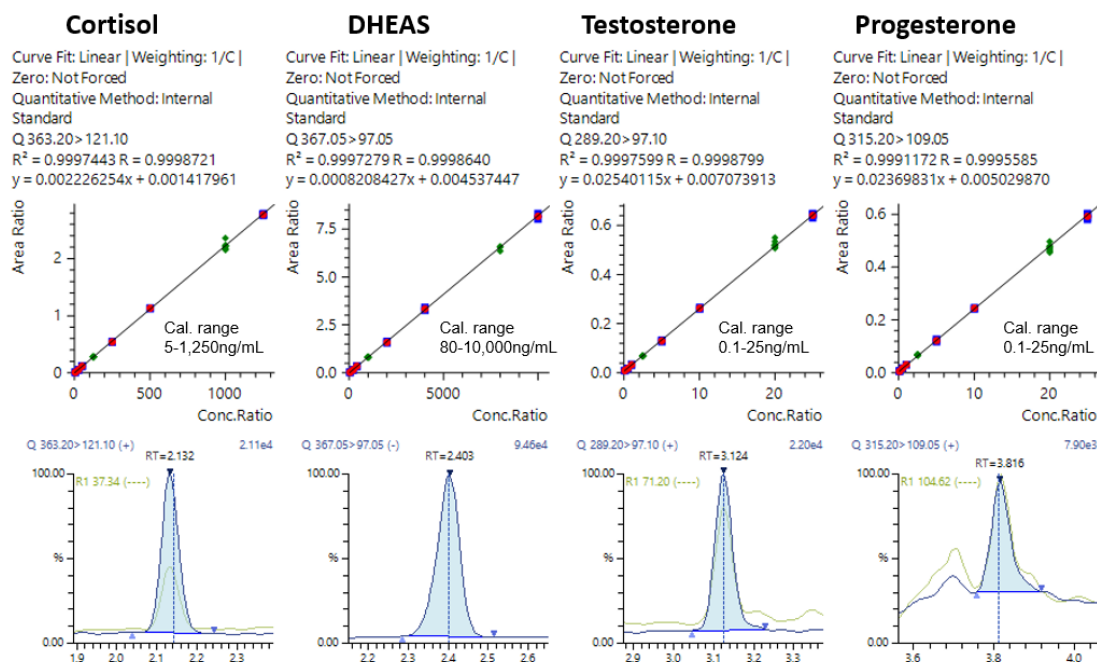 Cortisol
Curve Fit: Linear | Weighting: 1/C |
Zero: Not Forced
Quantitative Method: Internal
Standard
Q 363.20>121.10
R² = 0.9997443 R = 0.9998721
y = 0.002226254x + 0.001417961
Area Ratio
2
1
0
0
500
1000
Cal. range
5-1,250ng/mL
Conc.Ratio
Q 363.20>121.10 (+)
2.11e4
RT=2.132
100.00
R1 37.34 (----)
%
0.00
1.9
2.0
2.1
2.2
2.3
DHEAS
Curve Fit: Linear | Weighting: 1/C |
Zero: Not Forced
Quantitative Method: Internal
Standard
Q 367.05>97.05
R² = 0.9997279 R = 0.9998640
y = 0.0008208427x + 0.004537447
Area Ratio
7.5
5.0
2.5
0.0
0
5000
Cal. range
80-10,000ng/mL
Conc.Ratio
Q 367.05>97.05 (-)
9.46e4
RT=2.403
100.00
%
0.00
2.2
2.3
2.4
2.5
2.6
Testosterone
Curve Fit: Linear | Weighting: 1/C |
Zero: Not Forced
Quantitative Method: Internal
Standard
Q 289.20>97.10
R² = 0.9997599 R = 0.9998799
y = 0.02540115x + 0.007073913
Area Ratio
0.6
0.4
0.2
0.0
0
10
20
Cal. range
0.1-25ng/mL
Conc.Ratio
Q 289.20>97.10 (+)
2.20e4
RT=3.124
100.00
R1 71.20 (----)
%
0.00
2.9
3.0
3.1
3.2
3.3
Progesterone
Curve Fit: Linear | Weighting: 1/C |
Zero: Not Forced
Quantitative Method: Internal
Standard
Q 315.20>109.05
R² = 0.9991172 R = 0.9995585
y = 0.02369831x + 0.005029870
Area Ratio
0.6
0.4
0.2
0.0
0
10
20
Cal. range
0.1-25ng/mL
Conc.Ratio
Q 315.20>109.05 (+)
7.90e3
RT=3.816
100.00
R1 104.62 (----)
%
0.00
3.6
3.8
4.0